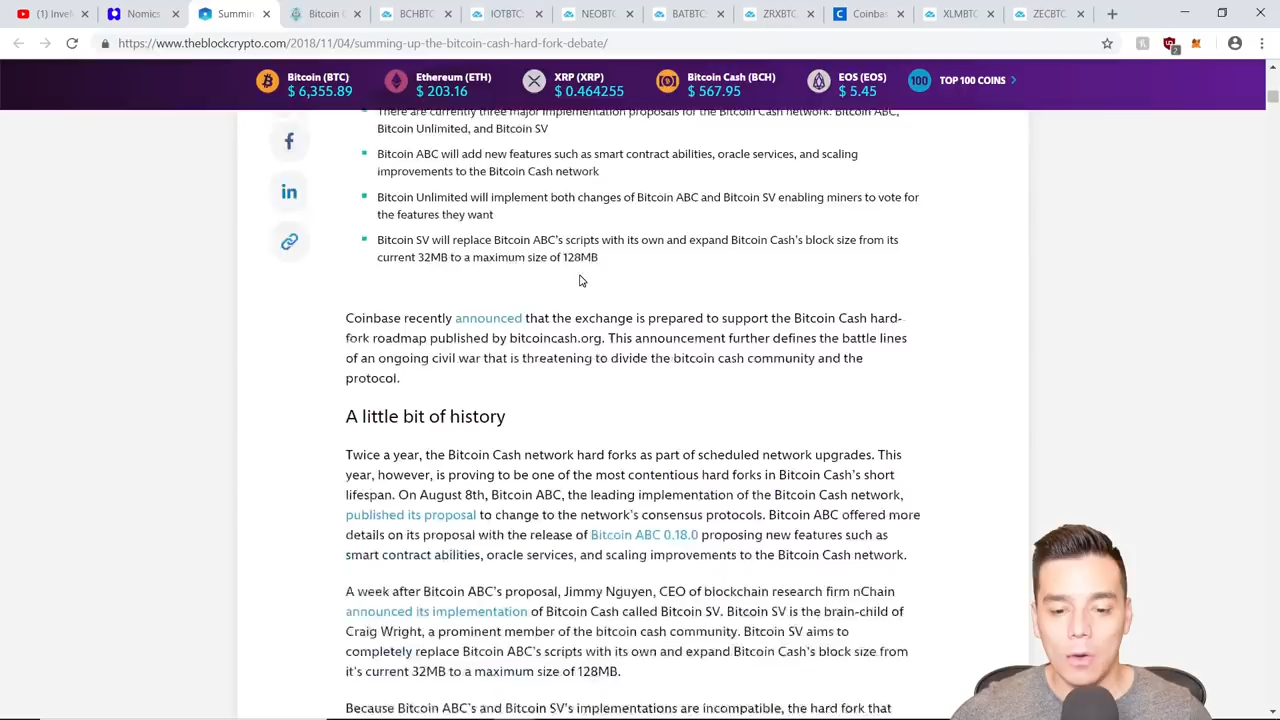 (1) Inve
Nomics
Summin
Bitcoin C
BCHBTC
IOTBTC
NEOBTC
BATBTC
ZRXBTC
Coinbas
XLMBTC
ZECBTC
https://www.theblockcrypto.com/2018/11/04/summing-up-the-bitcoin-cash-hard-fork-debate/
2
Bitcoin (BTC)
$ 6,355.89
Ethereum (ETH)
$ 203.16
XRP (XRP)
$ 0.464255
Bitcoin Cash (BCH)
$ 567.95
EOS (EOS)
$ 5.45
100
TOP 100 COINS
There are currently three major implementation proposals for the Bitcoin Cash network: Bitcoin ABC,
Bitcoin Unlimited, and Bitcoin SV
Bitcoin ABC will add new features such as smart contract abilities, oracle services, and scaling
improvements to the Bitcoin Cash network
Bitcoin Unlimited will implement both changes of Bitcoin ABC and Bitcoin SV enabling miners to vote for
the features they want
Bitcoin SV will replace Bitcoin ABC's scripts with its own and expand Bitcoin Cash's block size from its
current 32MB to a maximum size of 128MB
Coinbase recently announced that the exchange is prepared to support the Bitcoin Cash hard-
fork roadmap published by bitcoincash.org. This announcement further defines the battle lines
of an ongoing civil war that is threatening to divide the bitcoin cash community and the
protocol.
A little bit of history
Twice a year, the Bitcoin Cash network hard forks as part of scheduled network upgrades. This
year, however, is proving to be one of the most contentious hard forks in Bitcoin Cash's short
lifespan. On August 8th, Bitcoin ABC, the leading implementation of the Bitcoin Cash network,
published its proposal to change to the network's consensus protocols. Bitcoin ABC offered more
details on its proposal with the release of Bitcoin ABC 0.18.0 proposing new features such as
smart contract abilities, oracle services, and scaling improvements to the Bitcoin Cash network.
A week after Bitcoin ABC's proposal, Jimmy Nguyen, CEO of blockchain research firm nChain
announced its implementation of Bitcoin Cash called Bitcoin SV. Bitcoin SV is the brain-child of
Craig Wright, a prominent member of the bitcoin cash community. Bitcoin SV aims to
completely replace Bitcoin ABC's scripts with its own and expand Bitcoin Cash's block size from
it's current 32MB to a maximum size of 128MB.
Because Bitcoin ABC's and Bitcoin SV's implementations are incompatible, the hard fork that